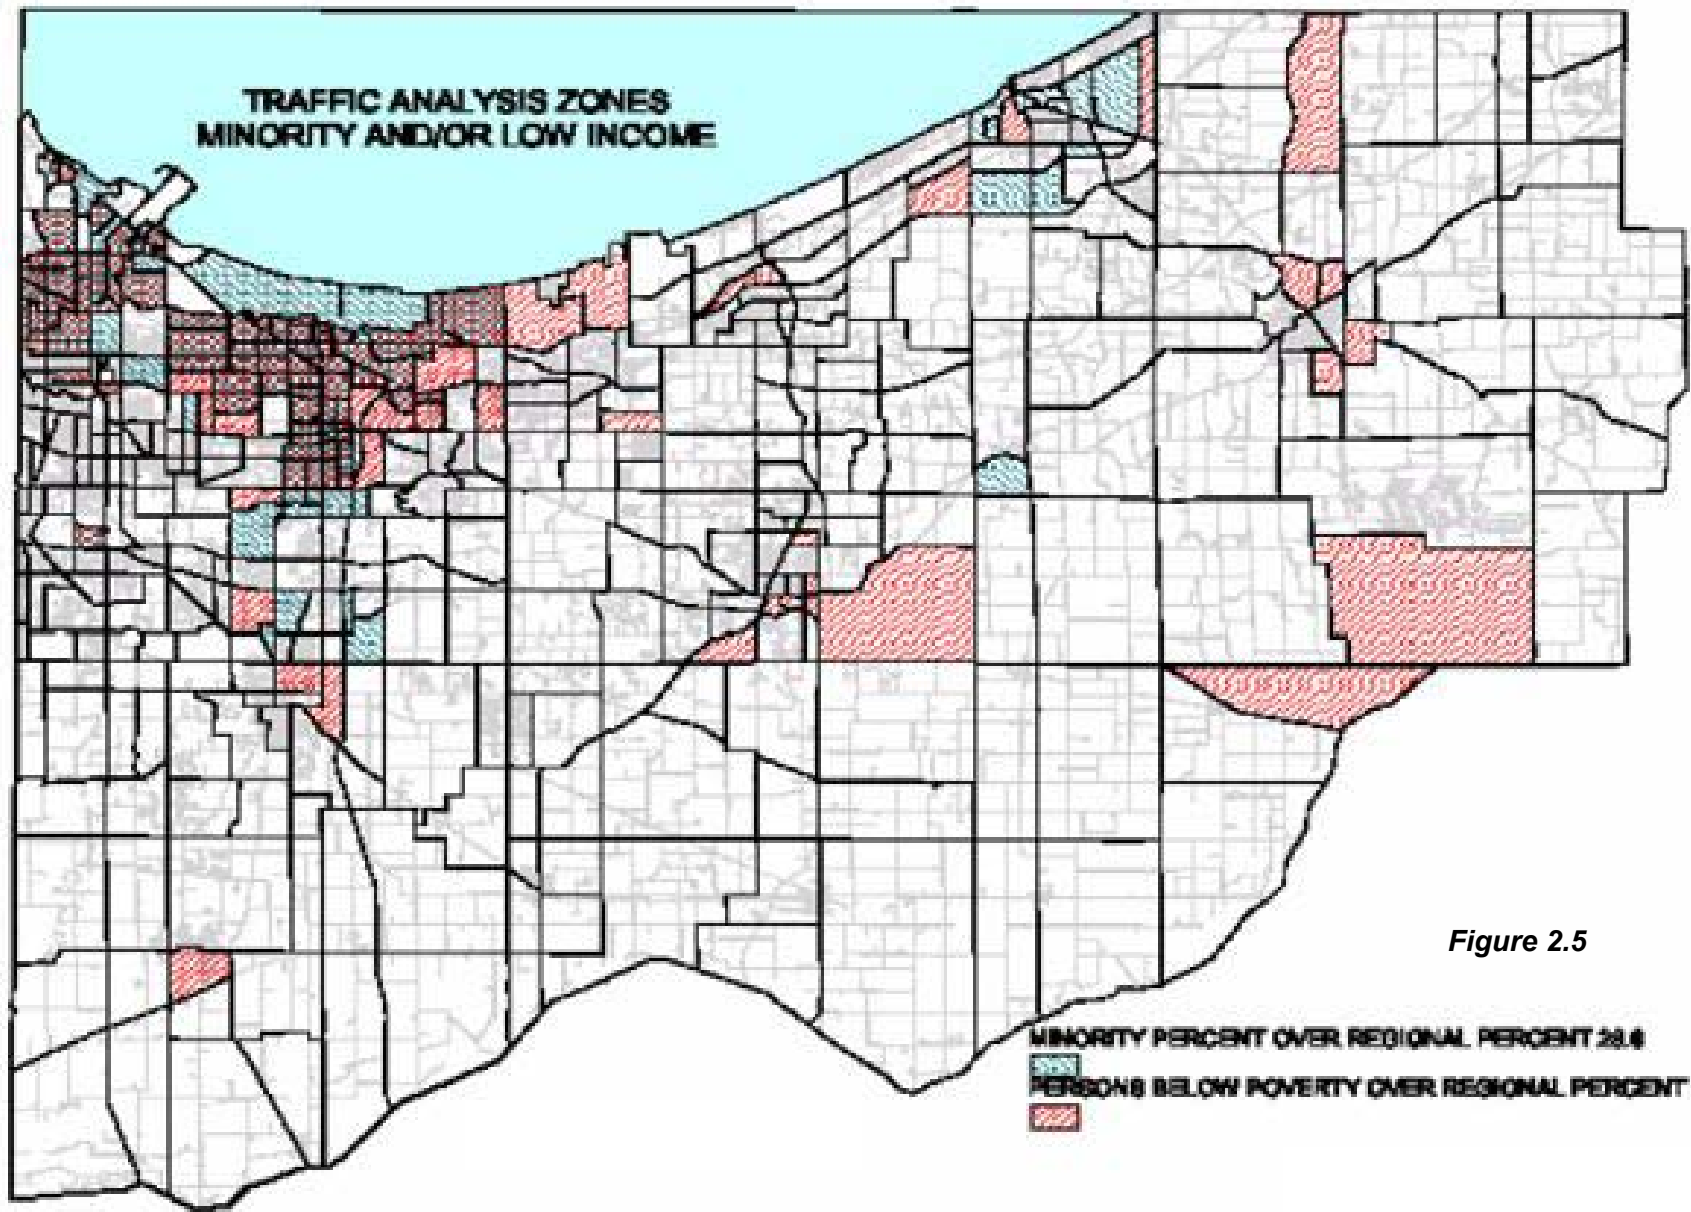 TRAFFIC ANALYSIS ZONES
MINORITY AND/OR LOW INCOME
Figure 2.5
MINORITY PERCENT OVER REGIONAL PERCENT
PERSONS BELOW POVERTY OVER REGIONAL PERCENT